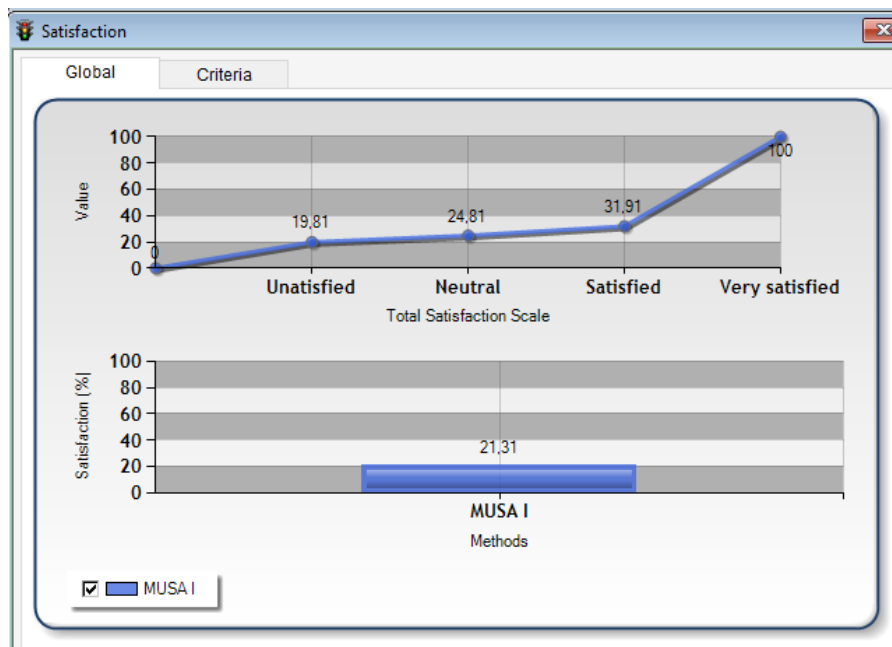 Satisfaction
Global Criteria
100
80
60
40
20
0
Value
0
19,81
24,81
31,91
100
Unatisfied Neutral Satisfied Very satisfied
Total Satisfaction Scale
100
80
60
40
20
0
Satisfaction (%)
21,31
MUSA I
Methods
MUSA I